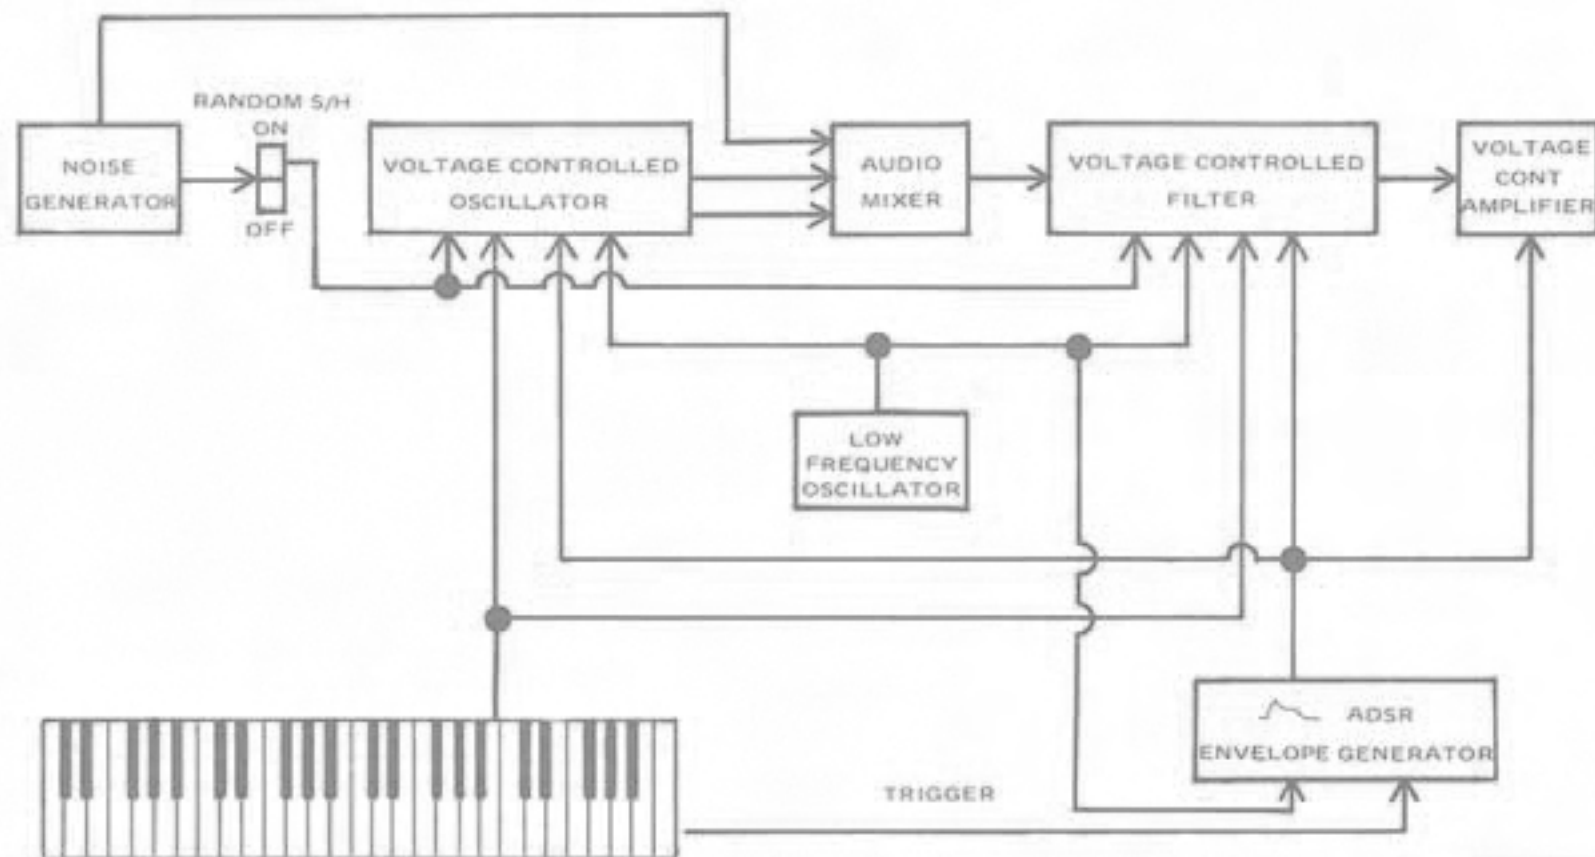 RANDOM S/H
ON
OFF
NOISE
GENERATOR
VOLTAGE CONTROLLED
OSCILLATOR
AUDIO
MIXER
VOLTAGE CONTROLLED
FILTER
VOLTAGE
CONT
AMPLIFIER
LOW
FREQUENCY
OSCILLATOR
ADSR
ENVELOPE GENERATOR
TRIGGER